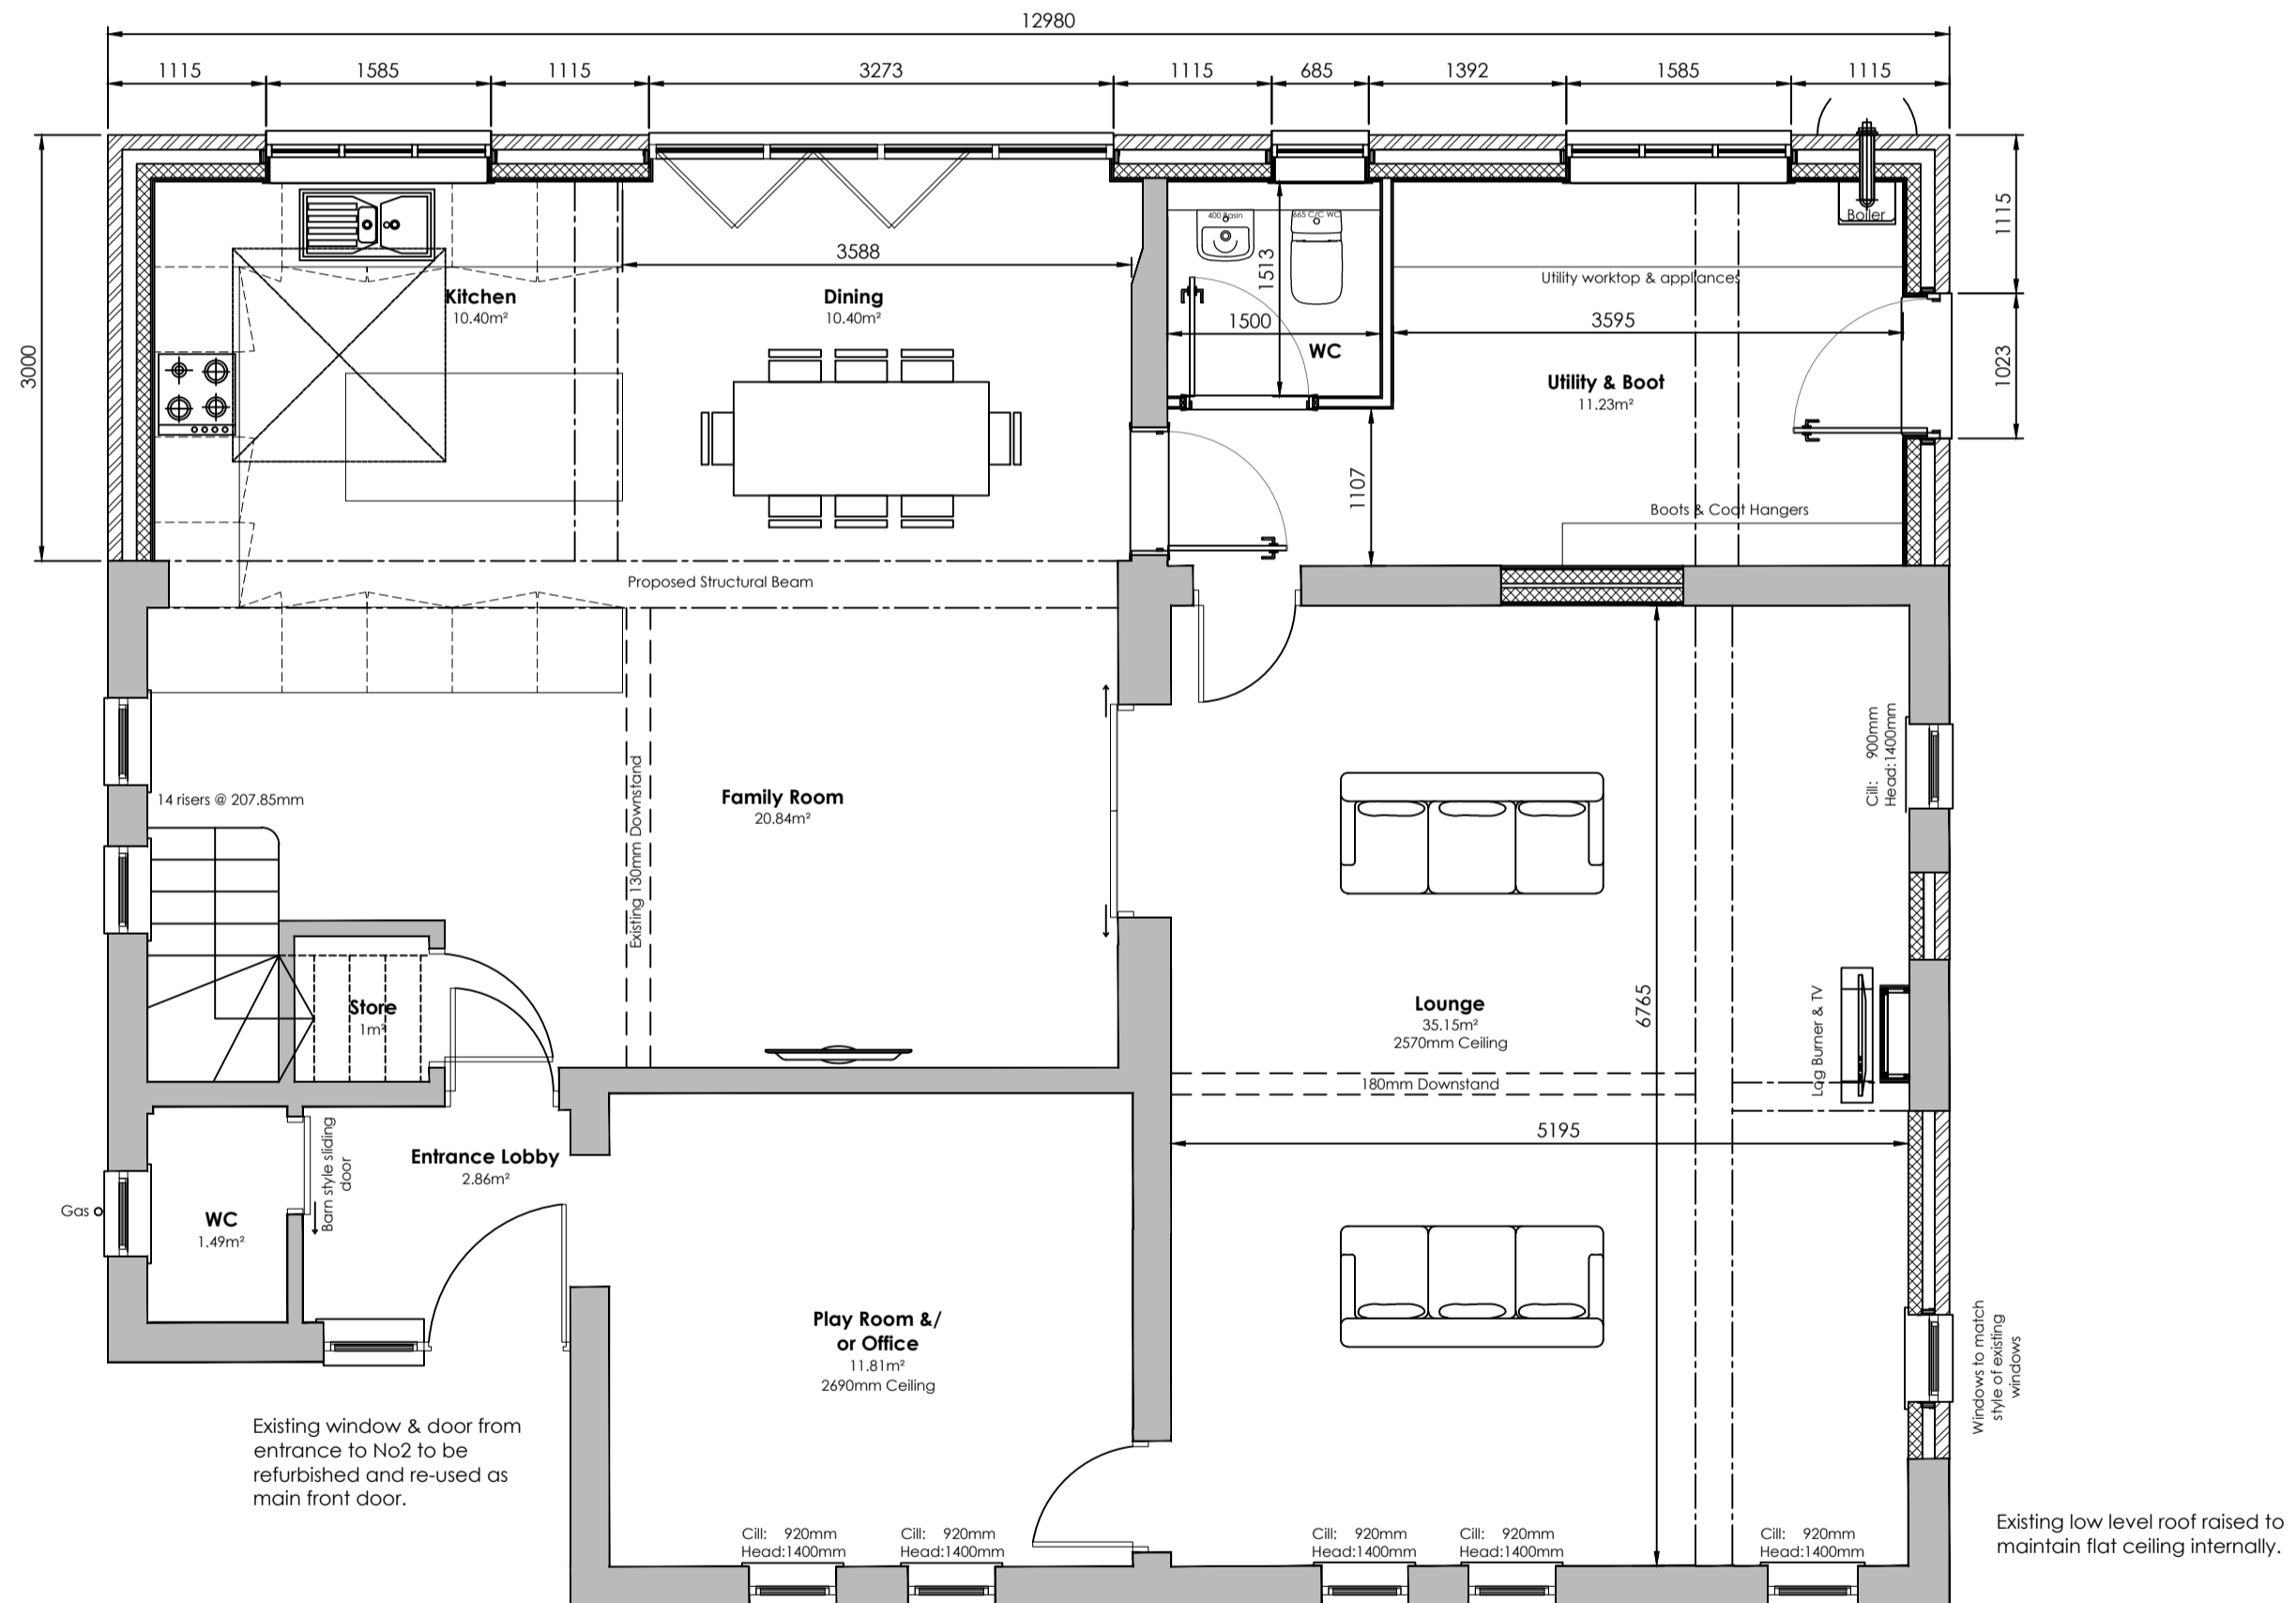 12980
1115
1585
1115
3273
1115
685
1392
1585
1115
3000
1115
1023
Boiler
400 Basin
665 C/C WC
3588
1513
Kitchen
10.40m²
Dining
10.40m²
Utility worktop & appliances
1500
WC
3595
Utility & Boot
11.23m²
1107
Boots & Coat Hangers
Proposed Structural Beam
14 risers @ 207.85mm
Existing 130mm Downstand
Family Room
20.84m²
Cill: 900mm
Head:1400mm
Store
1m²
Lounge
35.15m²
2570mm Ceiling
6765
Log Burner & TV
180mm Downstand
5195
Entrance Lobby
2.86m²
Barn style sliding
door
Gas
WC
1.49m²
Play Room &/
or Office
11.81m²
2690mm Ceiling
Windows to match
style of existing
windows
Existing window & door from
entrance to No2 to be
refurbished and re-used as
main front door.
Cill: 920mm
Head:1400mm
Cill: 920mm
Head:1400mm
Cill: 920mm
Head:1400mm
Cill: 920mm
Head:1400mm
Cill: 920mm
Head:1400mm
Existing low level roof raised to
maintain flat ceiling internally.